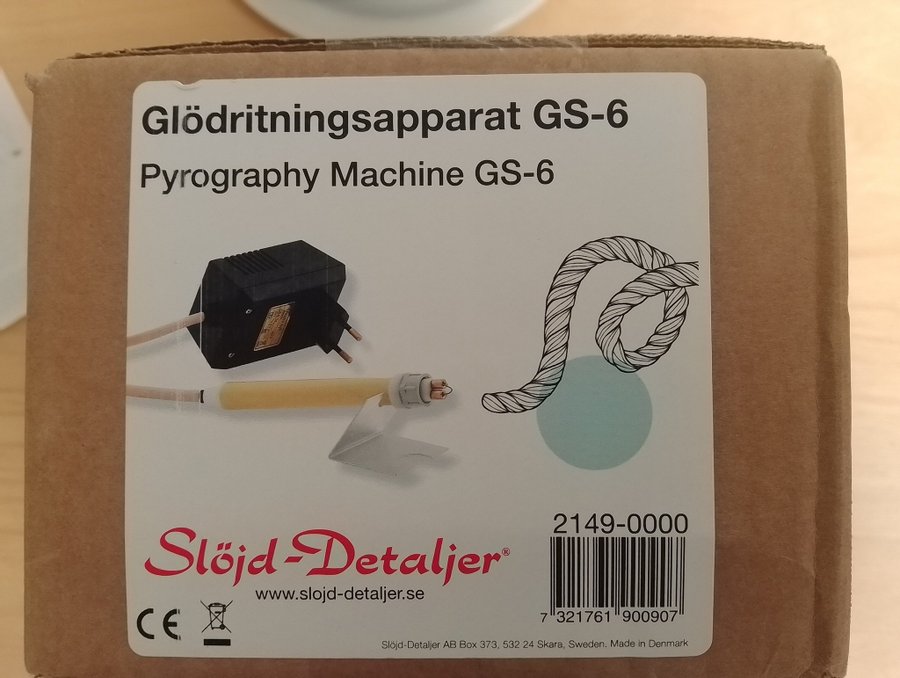 Glödritningsapparat GS-6
Pyrography Machine GS-6
Slöjd-Detaljer®
www.slojd-detaljer.se
2149-0000
7 321761 900907
CE
Slöjd-Detaljer AB Box 373, 532 24 Skara, Sweden. Made in Denmark